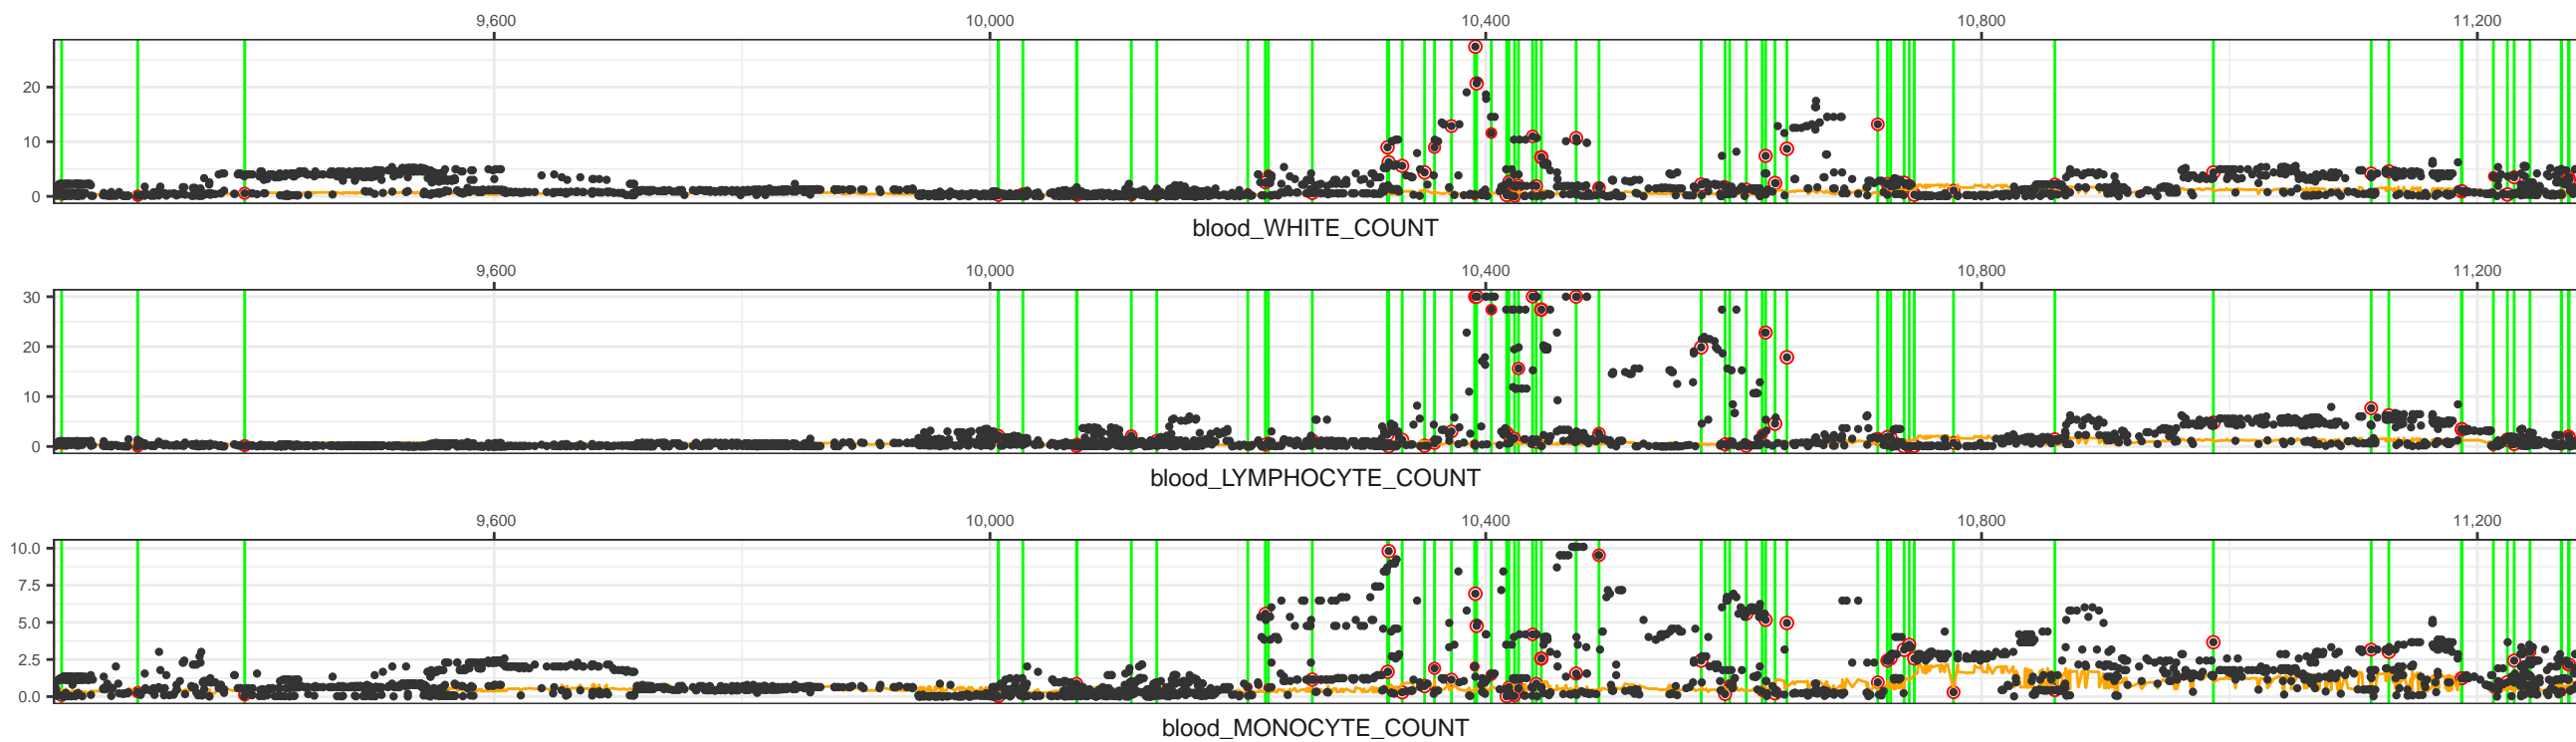 9,600 10,000 10,400 10,800 11,200
20
10
0
blood_WHITE_COUNT
9,600 10,000 10,400 10,800 11,200
30
20
10
0
blood_LYMPHOCYTE_COUNT
9,600 10,000 10,400 10,800 11,200
10.0
7.5
5.0
2.5
0.0
blood_MONOCYTE_COUNT